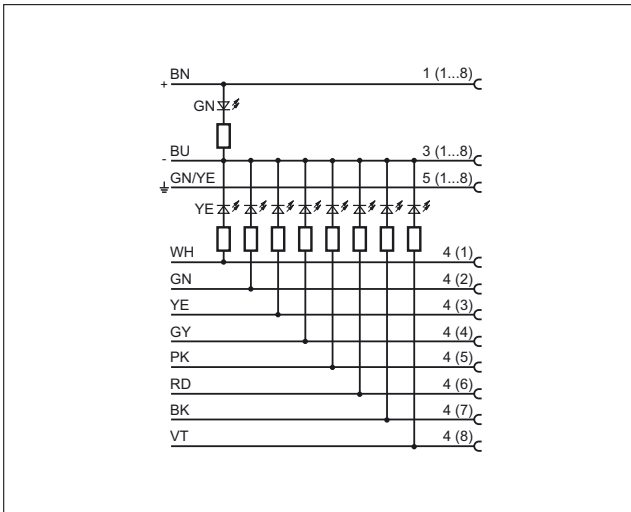 BN 1 (1...8)
+
GN
BU 3 (1...8)
-
GN/YE 5 (1...8)
YE
WH 4 (1)
GN 4 (2)
YE 4 (3)
GY 4 (4)
PK 4 (5)
RD 4 (6)
BK 4 (7)
VT 4 (8)